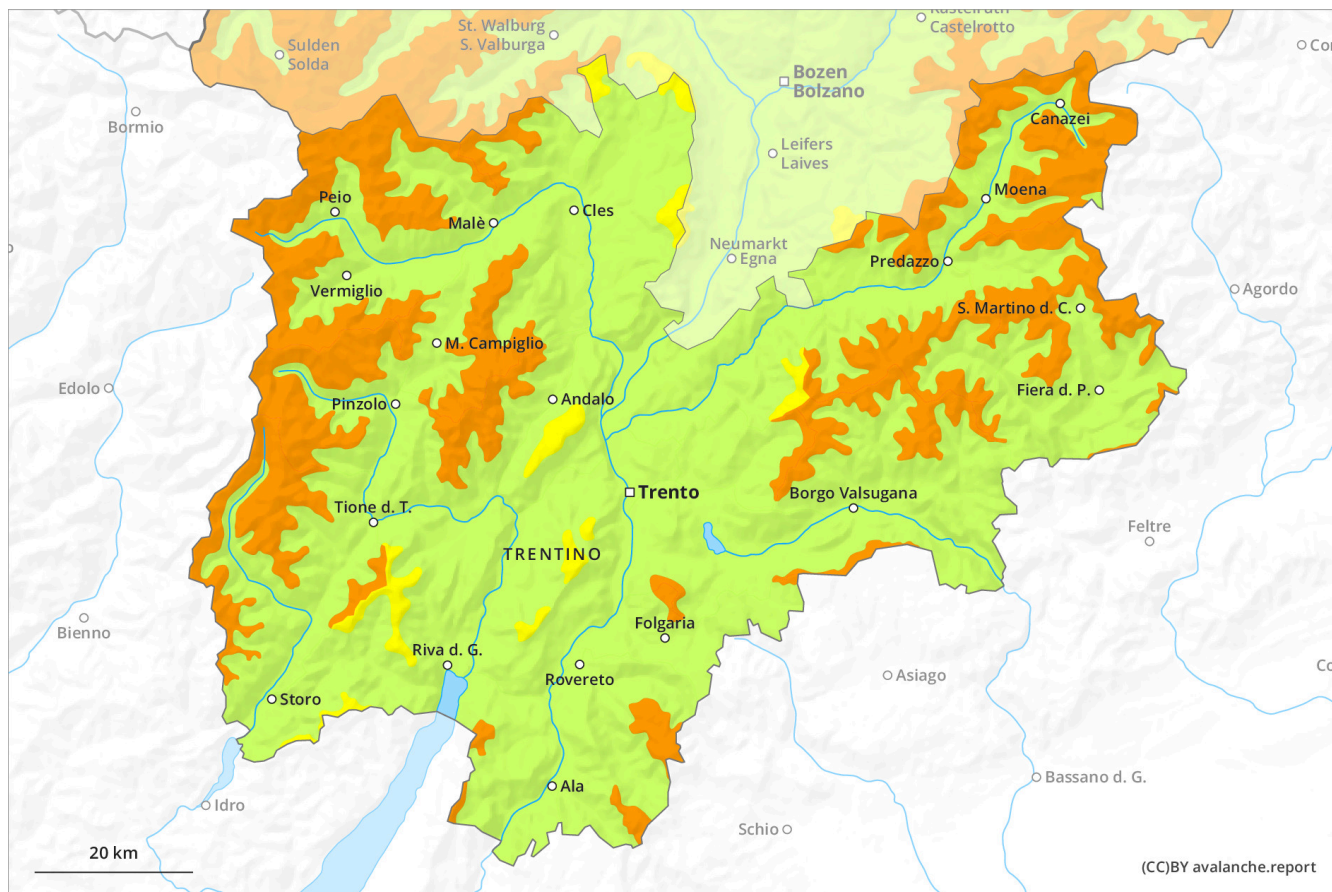 Kastelruth
Castelrotto
St. Walburg
S. Valburga
Sulden
Solda
Bozen
Bolzano
Bormio
Canazei
Leifers
Laives
Moena
Peio
Malè
Cles
Neumarkt
Egna
Predazzo
Vermiglio
Agordo
S. Martino d. C.
M. Campiglio
Edolo
Pinzolo
Andalo
Fiera d. P.
Trento
Borgo Valsugana
Tione d. T.
Feltre
TRENTINO
Bienno
Folgaria
Riva d. G.
Rovereto
Asiago
Storo
Ala
Bassano d. G.
Idro
Schio
20 km
(CC)BY avalanche.report